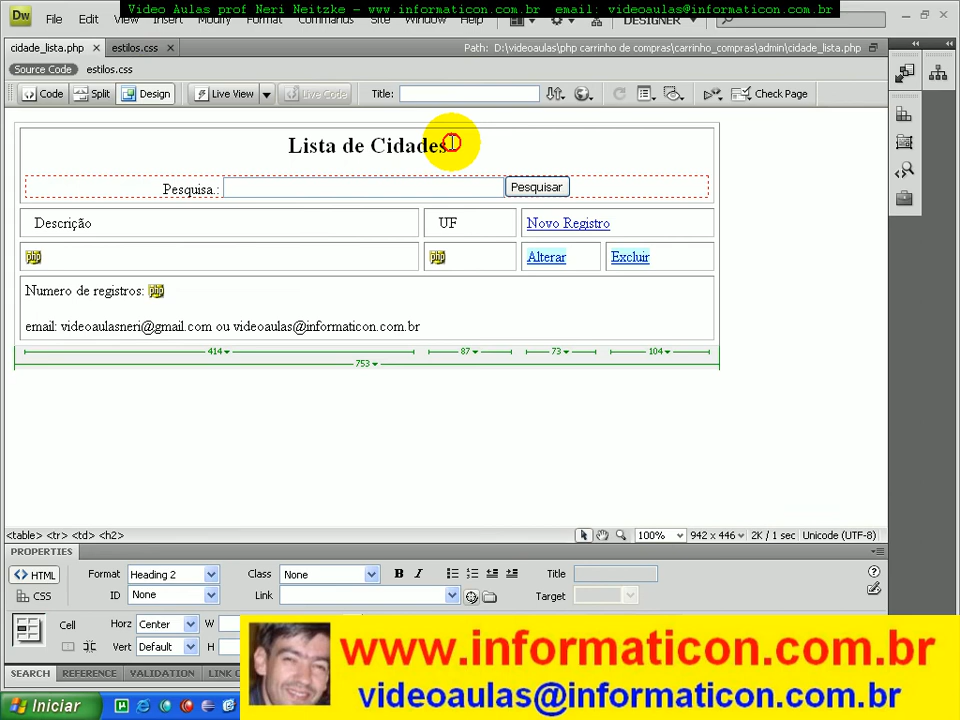 Video Aulas prof Neri Neitzke - www.informaticon.com.br email: videoaulas@informaticon.com.br
Dw File Edit View Insert Modify Format Commands Site Window Help DESIGNER
cidade_lista.php estilos.css Path: D:\videoaulas\php carrinho de compras\carrinho_compras\admin\cidade_lista.php
Source Code estilos.css
Code Split Design Live View Live Code Title: Check Page
Lista de Cidades
Pesquisa.: Pesquisar
Descrição UF Novo Registro
php php Alterar Excluir
Numero de registros: php
email: videoaulasneri@gmail.com ou videoaulas@informaticon.com.br
414 87 73 104
753
<table> <tr> <td> <h2> 100% 942 x 446 2K / 1 sec Unicode (UTF-8)
PROPERTIES
<> HTML Format Heading 2 Class None B I Title
CSS ID None Link Target
Cell Horz Center W
Vert Default H
SEARCH REFERENCE VALIDATION LINK C
www.informaticon.com.br
videoaulas@informaticon.com.br
Iniciar